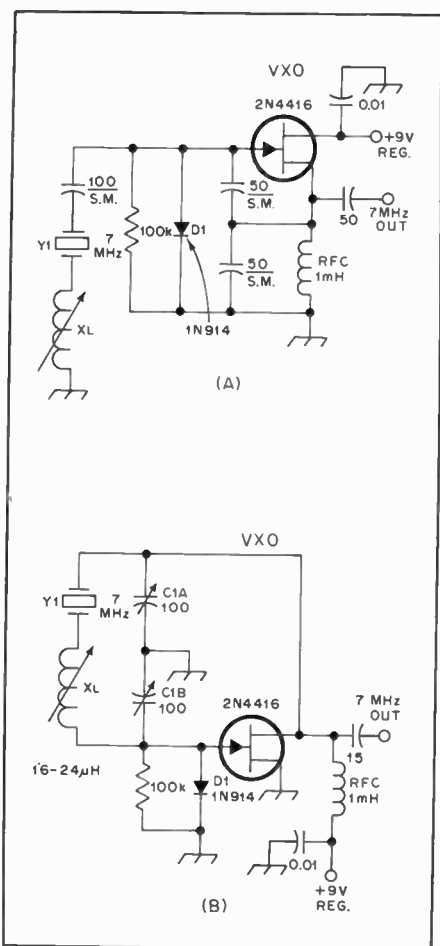 VXO
2N4416
0.01
+9V
REG.
100
S.M.
50
S.M.
50
7MHz
OUT
Y1
7
MHz
100k
D1
50
S.M.
RFC
1mH
XL
1N914
(A)
VXO
Y1
7
MHz
C1A
100
XL
C1B
100
2N4416
7 MHz
OUT
15
16-24µH
100k
D1
1N914
RFC
1mH
0.01
+9V
REG.
(B)